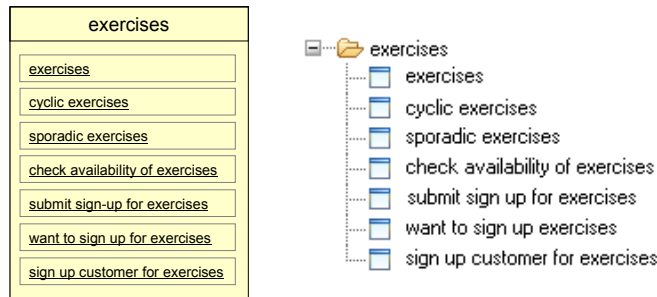 exercises
exercises
cyclic exercises
sporadic exercises
check availability of exercises
submit sign-up for exercises
want to sign up for exercises
sign up customer for exercises
exercises
exercises
cyclic exercises
sporadic exercises
check availability of exercises
submit sign up for exercises
want to sign up exercises
sign up customer for exercises